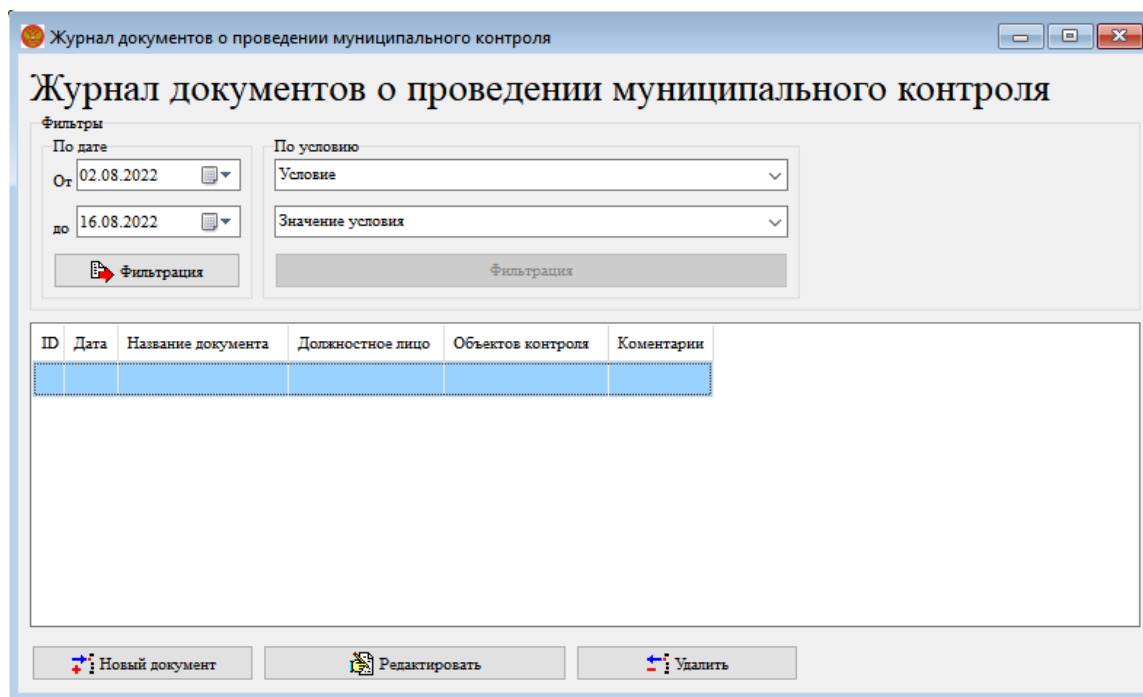 Журнал документов о проведении муниципального контроля
Журнал документов о проведении муниципального контроля
Фильтры
По дате По условию
От 02.08.2022 Условие
до 16.08.2022 Значение условия
Фильтрация Фильтрация
ID Дата Название документа Должностное лицо Объектов контроля Коментарии
Новый документ Редактировать Удалить